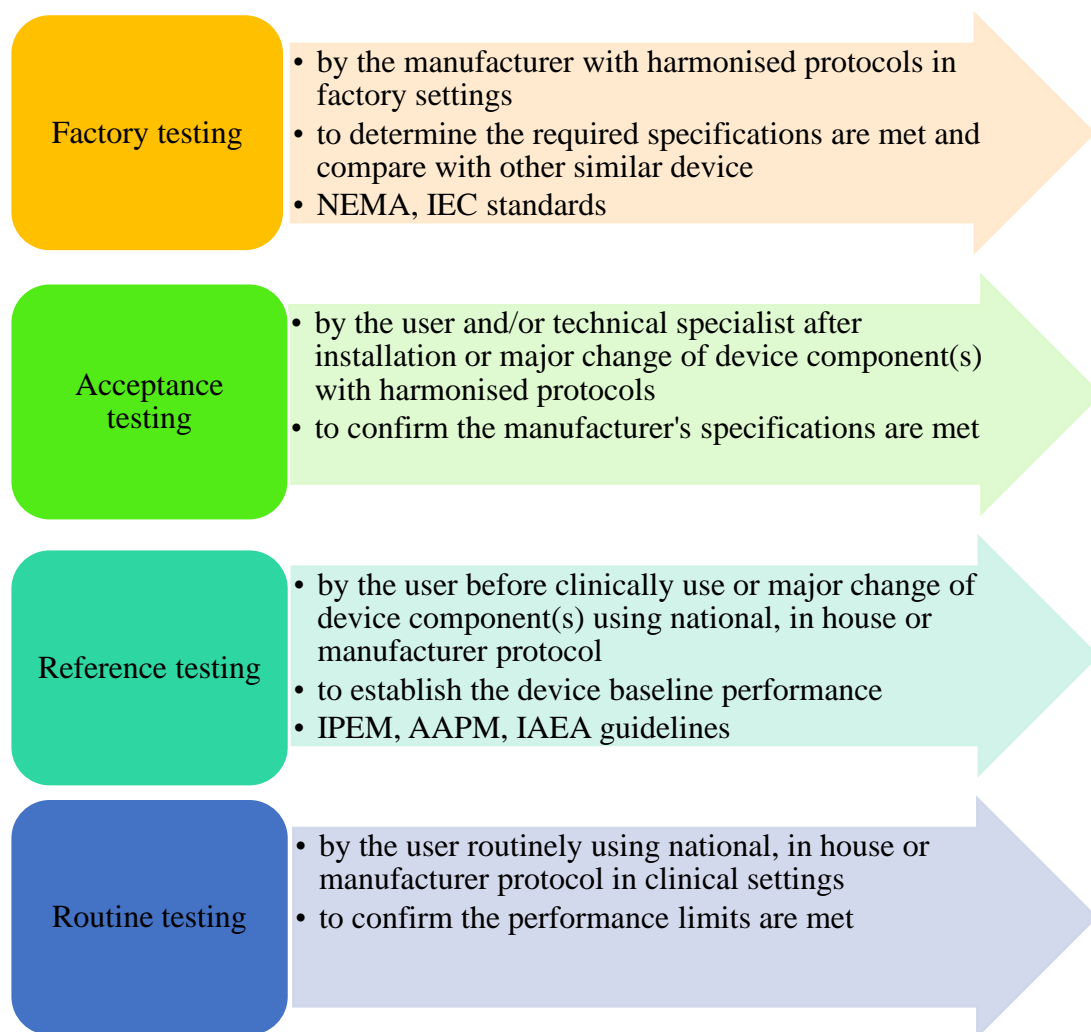 Factory testing
• by the manufacturer with harmonised protocols in
factory settings
• to determine the required specifications are met and
compare with other similar device
• NEMA, IEC standards
Acceptance
testing
• by the user and/or technical specialist after
installation or major change of device component(s)
with harmonised protocols
• to confirm the manufacturer's specifications are met
Reference testing
• by the user before clinically use or major change of
device component(s) using national, in house or
manufacturer protocol
• to establish the device baseline performance
• IPEM, AAPM, IAEA guidelines
Routine testing
• by the user routinely using national, in house or
manufacturer protocol in clinical settings
• to confirm the performance limits are met